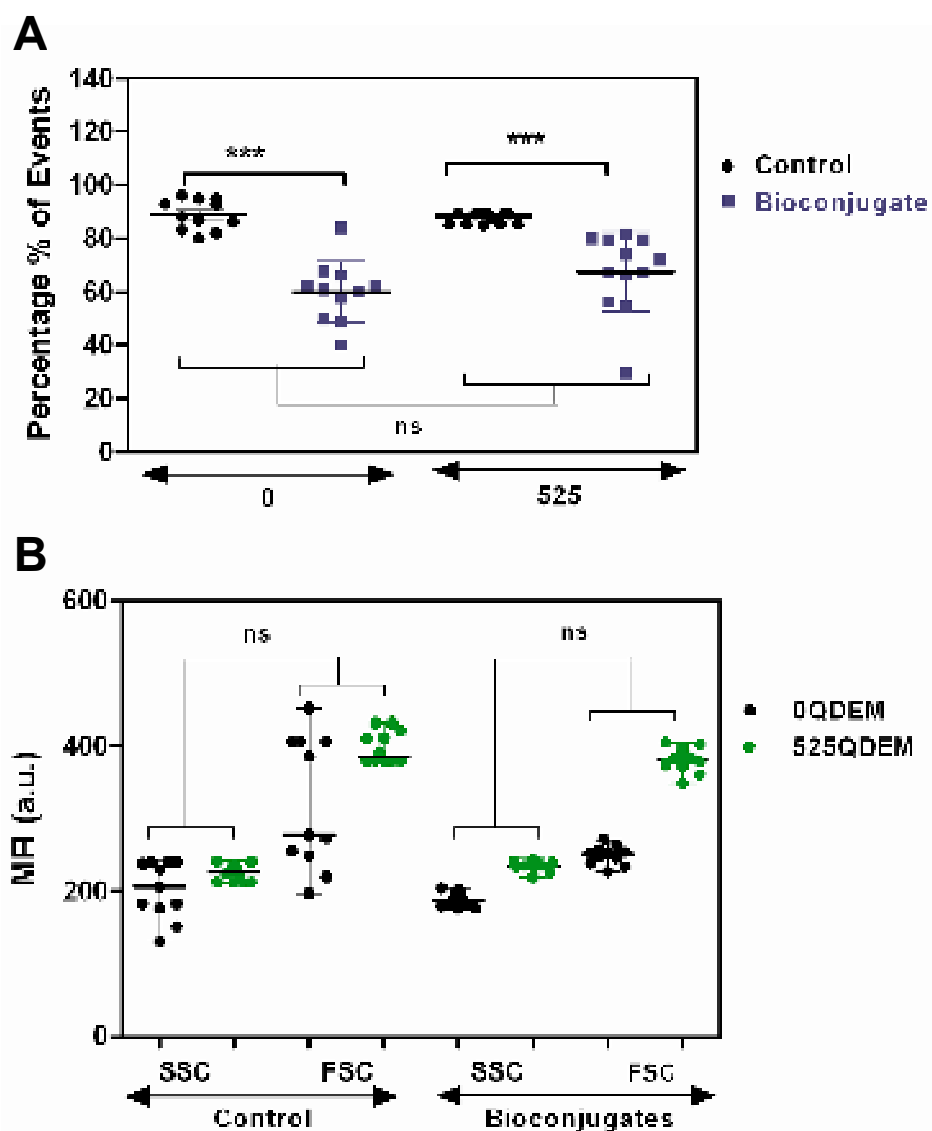 A
Percentage % of Events
140
120
100
80
60
40
20
0
***
***
ns
0
525
Control
Bioconjugate
B
MIR (a.u.)
600
400
200
0
ns
ns
0QDEM
525QDEM
SSC
FSC
SSC
FSC
Control
Bioconjugates